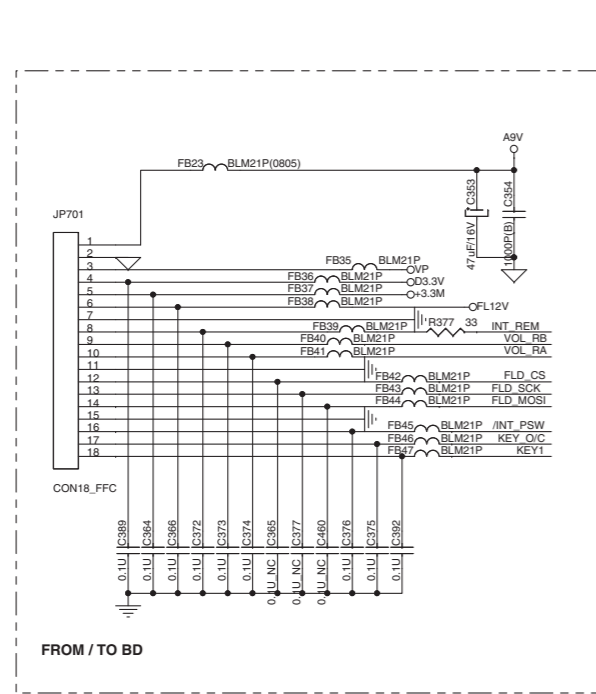 A9V
FB23 BLM21P(0805)
C353
47uF/16V
C354
1000P(B)
JP701
1
2
3
4
5
6
7
8
9
10
11
12
13
14
15
16
17
18
FB35 BLM21P VP
FB36 BLM21P D3.3V
FB37 BLM21P +3.3M
FB38 BLM21P FL12V
FB39 BLM21P R377 33 INT_REM
FB40 BLM21P VOL_RB
FB41 BLM21P VOL_RA
FB42 BLM21P FLD_CS
FB43 BLM21P FLD_SCK
FB44 BLM21P FLD_MOSI
FB45 BLM21P /INT_PSW
FB46 BLM21P KEY_O/C
FB47 BLM21P KEY1
CON18_FFC
C389
0.1U
C364
0.1U
C366
0.1U
C372
0.1U
C373
0.1U
C374
0.1U
C365
0.1U_NC
C377
0.1U_NC
C460
0.1U_NC
C376
0.1U
C375
0.1U
C392
0.1U
FROM / TO BD